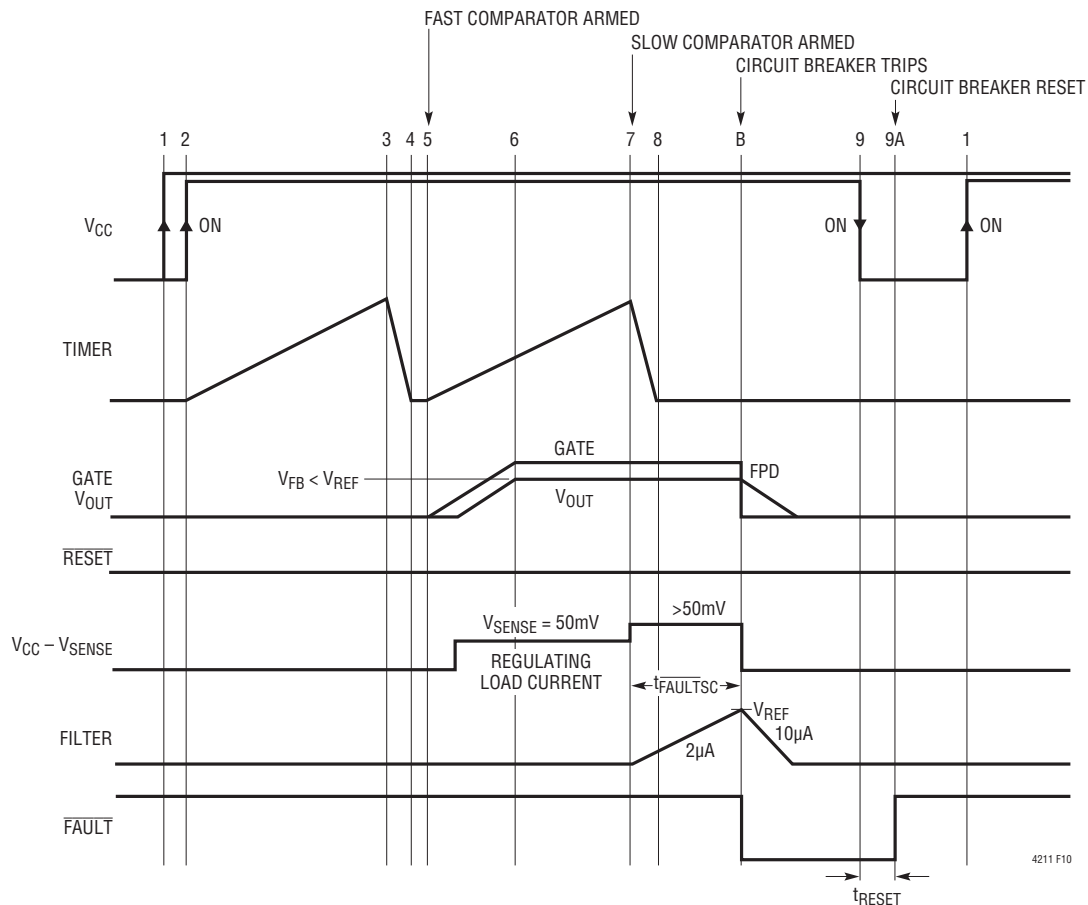 FAST COMPARATOR ARMED
SLOW COMPARATOR ARMED
CIRCUIT BREAKER TRIPS
CIRCUIT BREAKER RESET
1 2 3 4 5 6 7 8 B 9 9A 1
VCC
ON
ON
ON
TIMER
GATE
VOUT
VFB < VREF
GATE
VOUT
FPD
RESET
VCC – VSENSE
VSENSE = 50mV
>50mV
REGULATING
LOAD CURRENT
tFAULTSC
FILTER
VREF
2µA
10µA
FAULT
4211 F10
tRESET